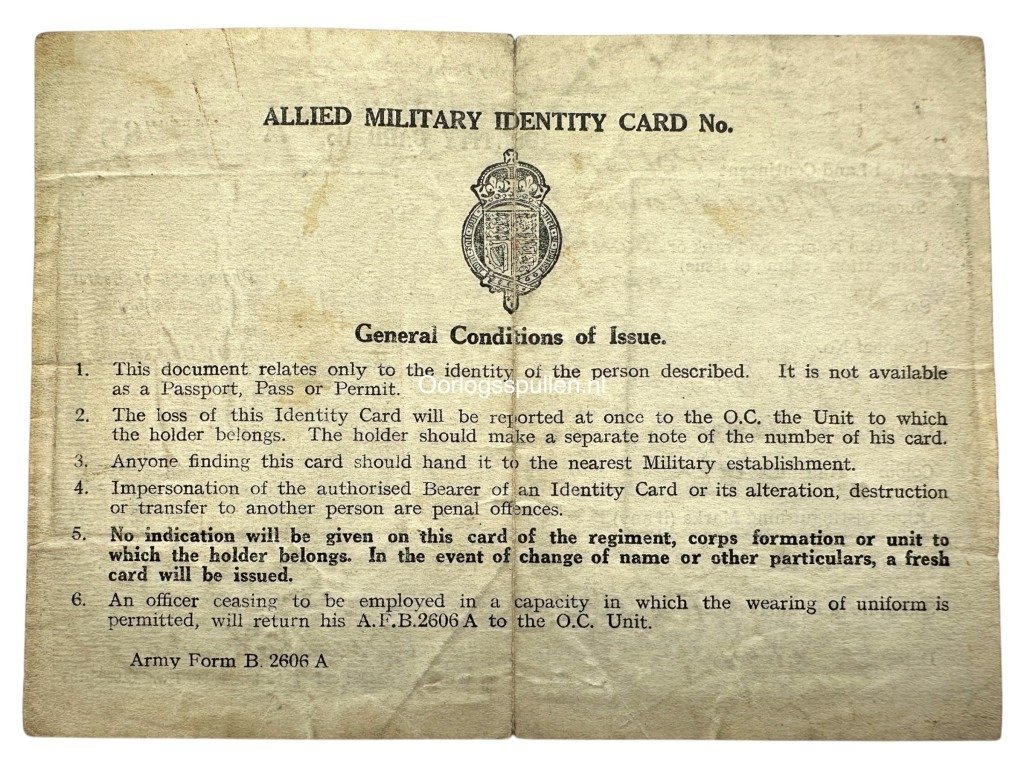 ALLIED MILITARY IDENTITY CARD No.
General Conditions of Issue.
1. This document relates only to the identity of the person described. It is not available
as a Passport, Pass or Permit.
Oorlogsspullen.nl
2. The loss of this Identity Card will be reported at once to the O.C. the Unit to which
the holder belongs. The holder should make a separate note of the number of his card.
3. Anyone finding this card should hand it to the nearest Military establishment.
4. Impersonation of the authorised Bearer of an Identity Card or its alteration, destruction
or transfer to another person are penal offences.
5. No indication will be given on this card of the regiment, corps formation or unit to
which the holder belongs. In the event of change of name or other particulars, a fresh
card will be issued.
6. An officer ceasing to be employed in a capacity in which the wearing of uniform is
permitted, will return his A.F.B.2606 A to the O.C. Unit.
Army Form B. 2606 A